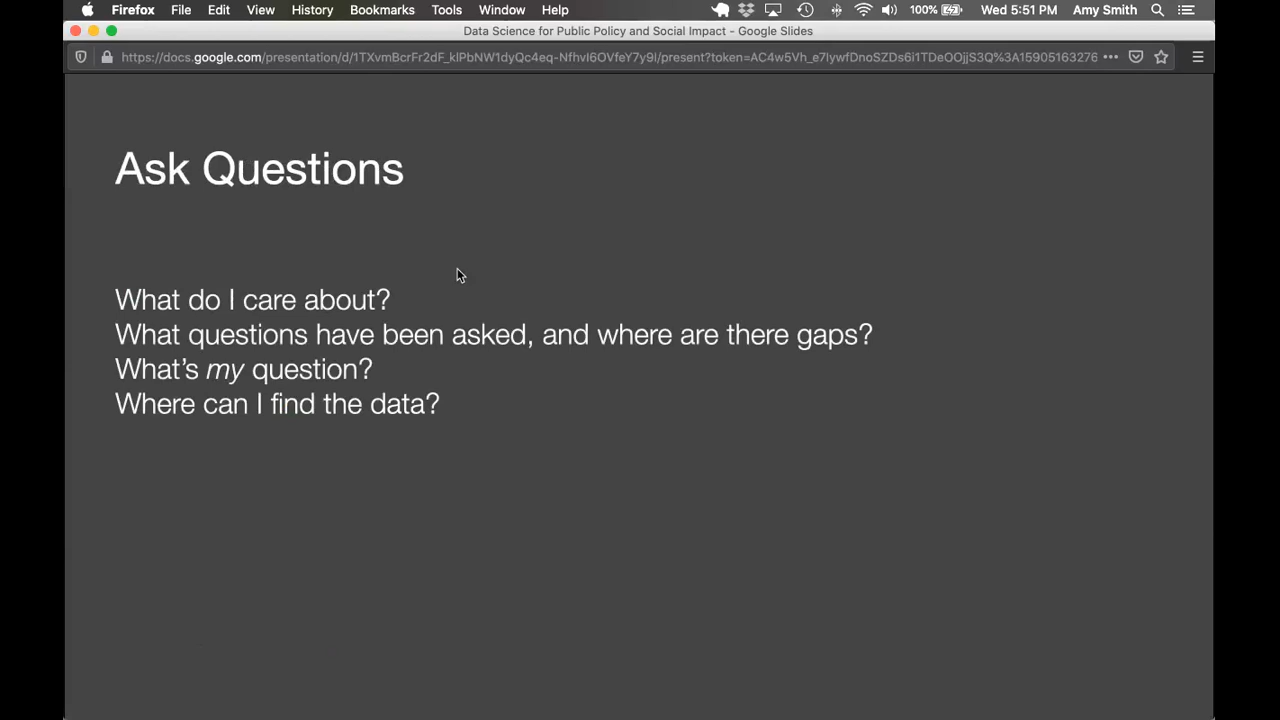 Firefox File Edit View History Bookmarks Tools Window Help 100% Wed 5:51 PM Amy Smith
Data Science for Public Policy and Social Impact - Google Slides
https://docs.google.com/presentation/d/1TXvmBcrFr2dF_klPbNW1dyQc4eq-NfhvI6OVfeY7y9I/present?token=AC4w5Vh_e7IywfDnoSZDs6i1TDeOOjjS3Q%3A15905163276
Ask Questions
What do I care about?
What questions have been asked, and where are there gaps?
What’s my question?
Where can I find the data?